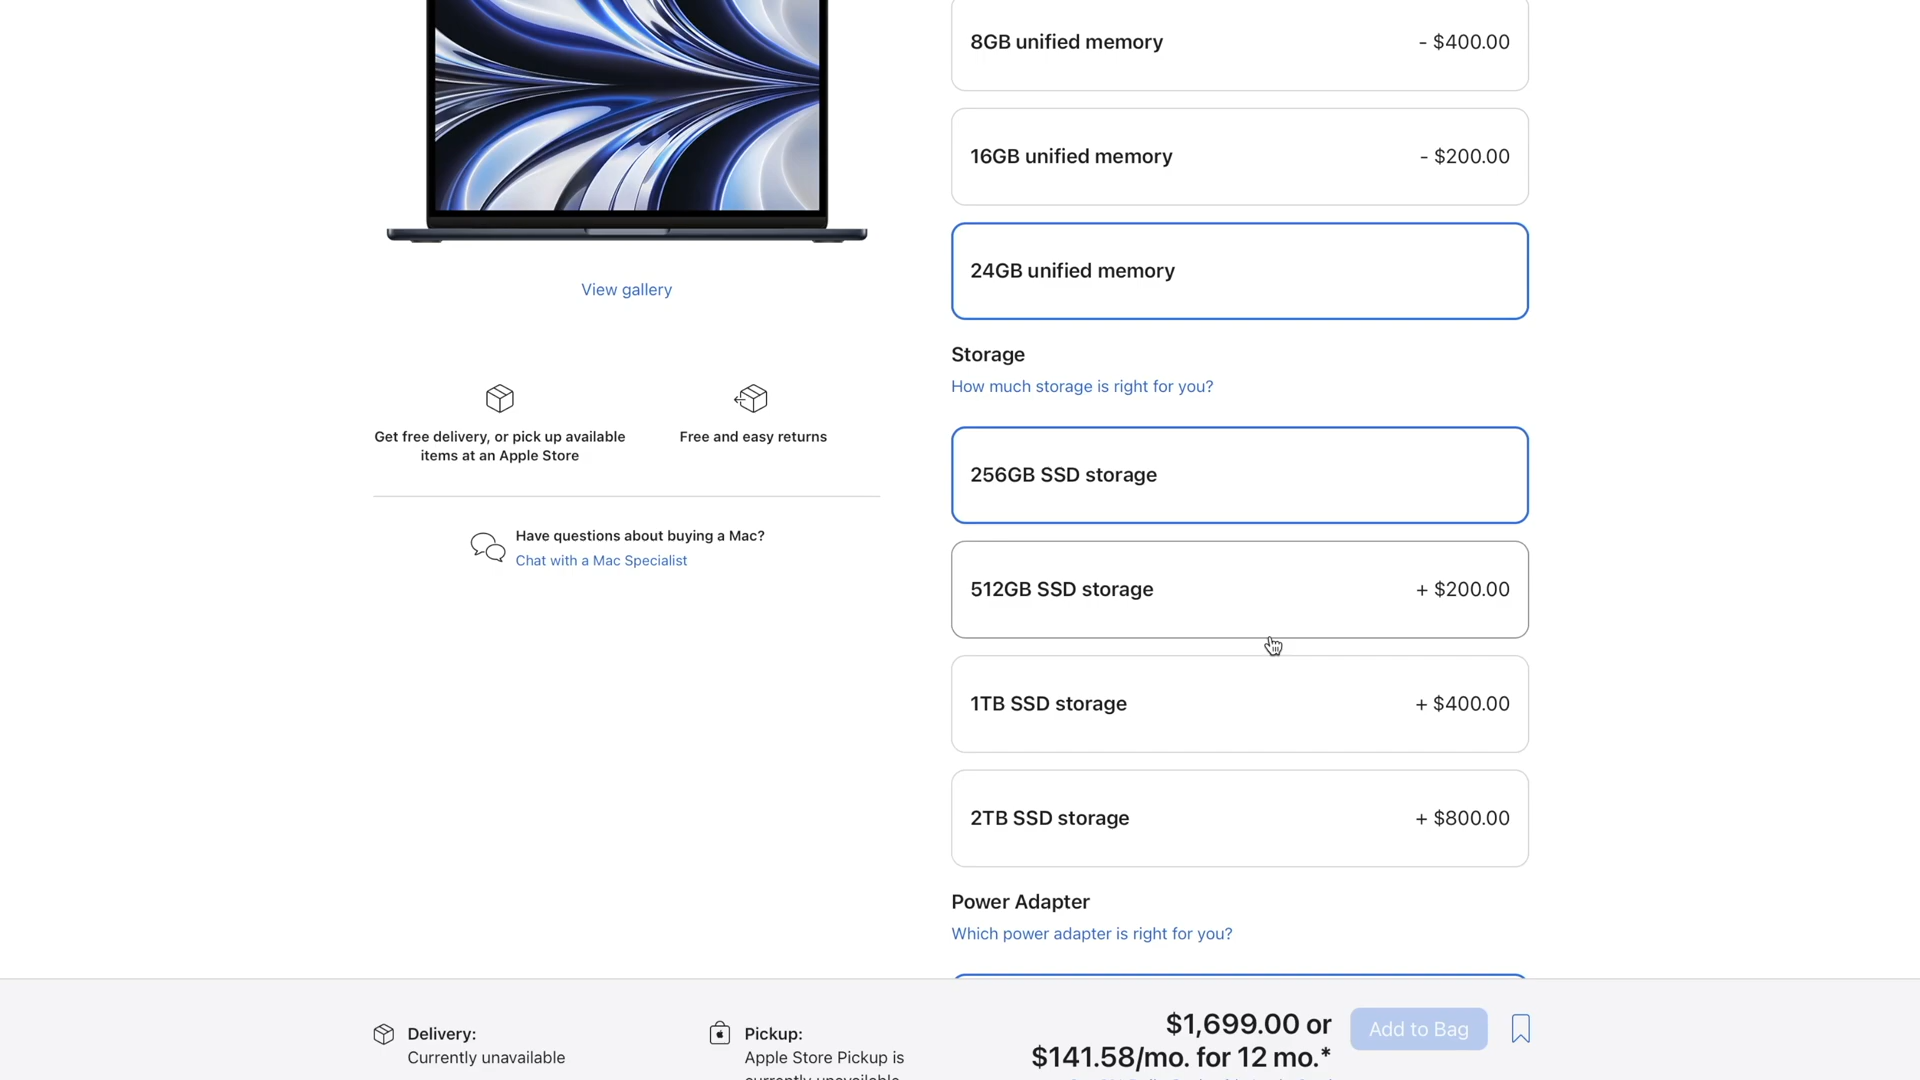 8GB unified memory - $400.00
16GB unified memory - $200.00
24GB unified memory
View gallery
Storage
How much storage is right for you?
Get free delivery, or pick up available
items at an Apple Store
Free and easy returns
256GB SSD storage
Have questions about buying a Mac?
Chat with a Mac Specialist
512GB SSD storage + $200.00
1TB SSD storage + $400.00
2TB SSD storage + $800.00
Power Adapter
Which power adapter is right for you?
Delivery:
Currently unavailable
Pickup:
Apple Store Pickup is
currently unavailable
$1,699.00 or
$141.58/mo. for 12 mo.*
Add to Bag